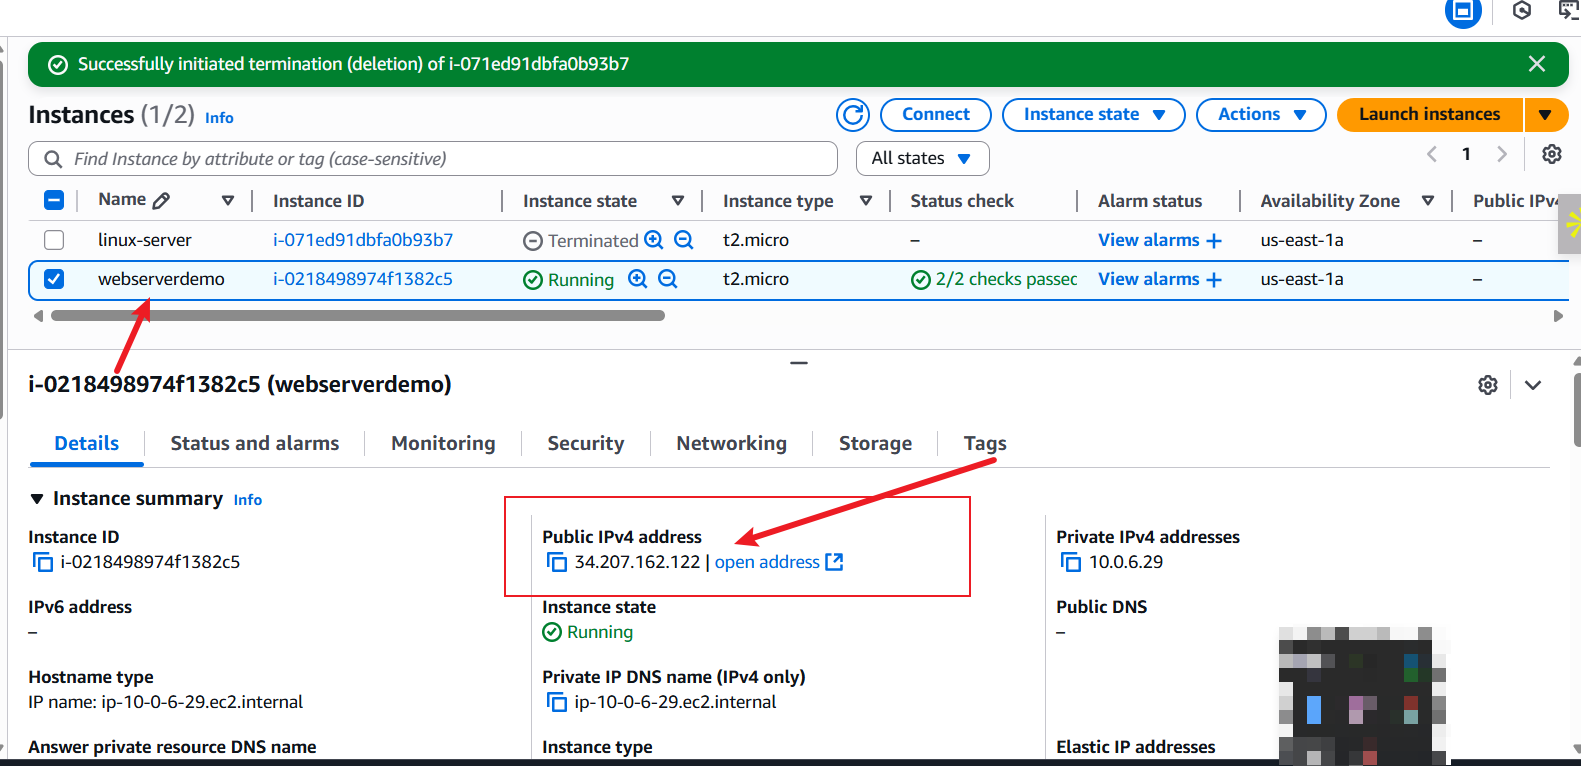 Successfully initiated termination (deletion) of i-071ed91dbfa0b93b7
Instances (1/2) Info
Connect
Instance state
Actions
Launch instances
Find Instance by attribute or tag (case-sensitive)
All states
1
Name
Instance ID
Instance state
Instance type
Status check
Alarm status
Availability Zone
Public IPv4
linux-server
i-071ed91dbfa0b93b7
Terminated
t2.micro
–
View alarms +
us-east-1a
–
webserverdemo
i-0218498974f1382c5
Running
t2.micro
2/2 checks passec
View alarms +
us-east-1a
–
i-0218498974f1382c5 (webserverdemo)
Details
Status and alarms
Monitoring
Security
Networking
Storage
Tags
Instance summary Info
Instance ID
i-0218498974f1382c5
Public IPv4 address
34.207.162.122 | open address
Private IPv4 addresses
10.0.6.29
IPv6 address
–
Instance state
Running
Public DNS
–
Hostname type
IP name: ip-10-0-6-29.ec2.internal
Private IP DNS name (IPv4 only)
ip-10-0-6-29.ec2.internal
Answer private resource DNS name
Instance type
Elastic IP addresses